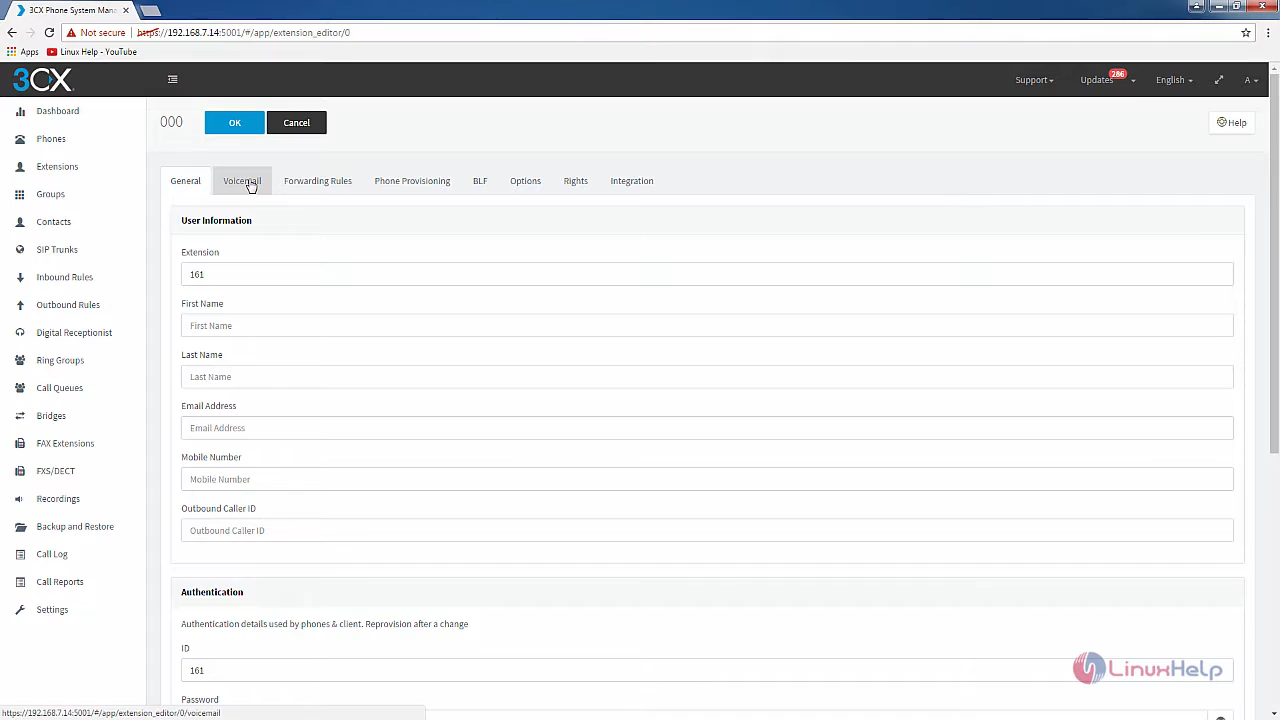 3CX Phone System Mana
Not secure
https://192.168.7.14:5001/#/app/extension_editor/0
Apps
Linux Help - YouTube
3CX
Support
Updates
286
English
A
Dashboard
Phones
Extensions
Groups
Contacts
SIP Trunks
Inbound Rules
Outbound Rules
Digital Receptionist
Ring Groups
Call Queues
Bridges
FAX Extensions
FXS/DECT
Recordings
Backup and Restore
Call Log
Call Reports
Settings
000
OK
Cancel
Help
General
Voicemail
Forwarding Rules
Phone Provisioning
BLF
Options
Rights
Integration
User Information
Extension
161
First Name
First Name
Last Name
Last Name
Email Address
Email Address
Mobile Number
Mobile Number
Outbound Caller ID
Outbound Caller ID
Authentication
Authentication details used by phones & client. Reprovision after a change
ID
161
Password
LinuxHelp
https://192.168.7.14:5001/#/app/extension_editor/0/voicemail